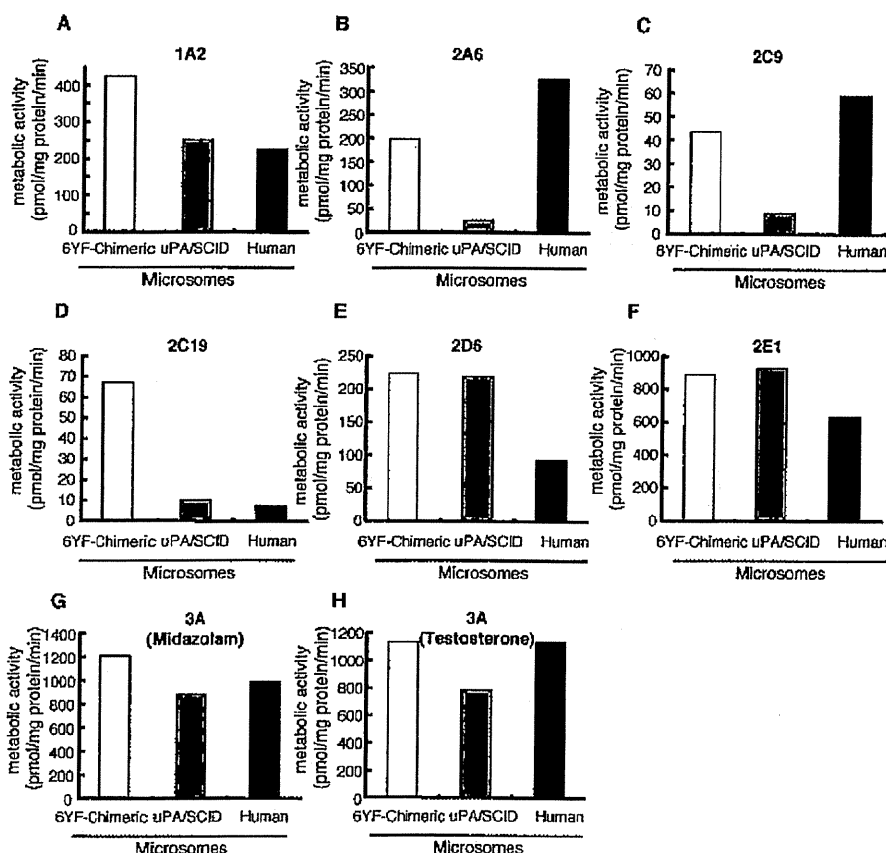 A
1A2
metabolic activity
(pmol/mg protein/min)
400
300
200
100
0
6YF-Chimeric uPA/SCID Human
Microsomes
B
2A6
metabolic activity
(pmol/mg protein/min)
350
300
250
200
150
100
50
0
6YF-Chimeric uPA/SCID Human
Microsomes
C
2C9
metabolic activity
(pmol/mg protein/min)
70
60
50
40
30
20
10
0
6YF-Chimeric uPA/SCID Human
Microsomes
D
2C19
metabolic activity
(pmol/mg protein/min)
80
70
60
50
40
30
20
10
0
6YF-Chimeric uPA/SCID Human
Microsomes
E
2D6
metabolic activity
(pmol/mg protein/min)
250
200
150
100
50
0
6YF-Chimeric uPA/SCID Human
Microsomes
F
2E1
metabolic activity
(pmol/mg protein/min)
1000
800
600
400
200
0
6YF-Chimeric uPA/SCID Human
Microsomes
G
3A
(Midazolam)
metabolic activity
(pmol/mg protein/min)
1400
1200
1000
800
600
400
200
0
6YF-Chimeric uPA/SCID Human
Microsomes
H
3A
(Testosterone)
metabolic activity
(pmol/mg protein/min)
1200
1000
800
600
400
200
0
6YF-Chimeric uPA/SCID Human
Microsomes